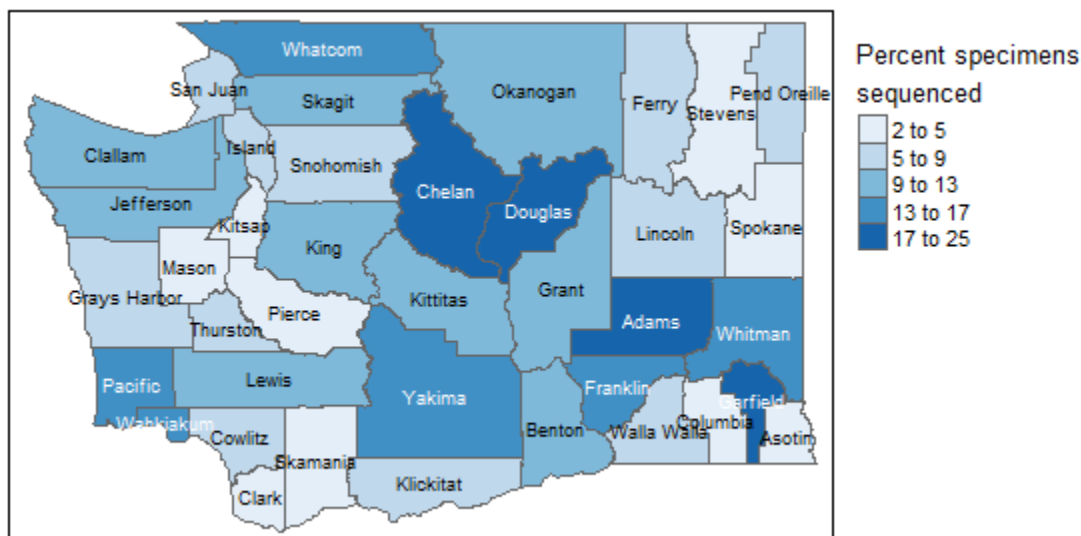 Whatcom
San Juan
Skagit
Okanogan
Ferry
Stevens
Pend Oreille
Clallam
Island
Snohomish
Chelan
Douglas
Jefferson
Kitsap
King
Lincoln
Spokane
Mason
Grays Harbor
Thurston
Pierce
Kittitas
Grant
Adams
Whitman
Pacific
Lewis
Yakima
Franklin
Garfield
Wahkiakum
Cowlitz
Skamania
Benton
Walla Walla
Columbia
Asotin
Clark
Klickitat
Percent specimens
sequenced
2 to 5
5 to 9
9 to 13
13 to 17
17 to 25